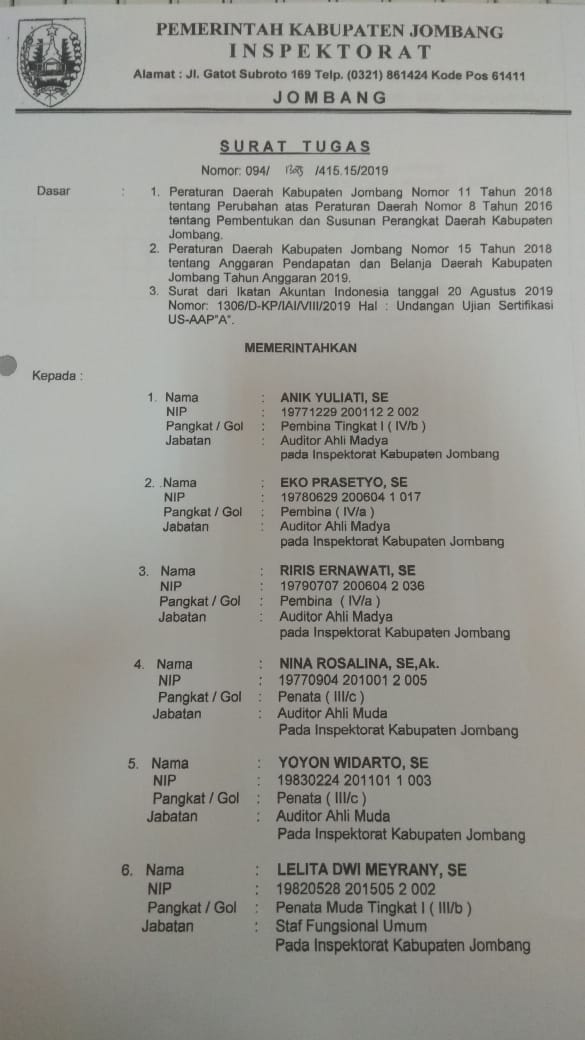 PEMERINTAH KABUPATEN JOMBANG
INSPEKTORAT
Alamat : Jl. Gatot Subroto 169 Telp. (0321) 861424 Kode Pos 61411
JOMBANG
SURAT TUGAS
Nomor: 094/ /415.15/2019
Dasar : 1. Peraturan Daerah Kabupaten Jombang Nomor 11 Tahun 2018
tentang Perubahan atas Peraturan Daerah Nomor 8 Tahun 2016
tentang Pembentukan dan Susunan Perangkat Daerah Kabupaten
Jombang.
2. Peraturan Daerah Kabupaten Jombang Nomor 15 Tahun 2018
tentang Anggaran Pendapatan dan Belanja Daerah Kabupaten
Jombang Tahun Anggaran 2019.
3. Surat dari Ikatan Akuntan Indonesia tanggal 20 Agustus 2019
Nomor: 1306/D-KP/IAI/VIII/2019 Hal : Undangan Ujian Sertifikasi
US-AAP"A".
MEMERINTAHKAN
Kepada :
1. Nama : ANIK YULIATI, SE
NIP : 19771229 200112 2 002
Pangkat / Gol : Pembina Tingkat I ( IV/b )
Jabatan : Auditor Ahli Madya
pada Inspektorat Kabupaten Jombang
2. .Nama : EKO PRASETYO, SE
NIP : 19780629 200604 1 017
Pangkat / Gol : Pembina ( IV/a )
Jabatan : Auditor Ahli Madya
pada Inspektorat Kabupaten Jombang
3. Nama : RIRIS ERNAWATI, SE
NIP : 19790707 200604 2 036
Pangkat / Gol : Pembina ( IV/a )
Jabatan : Auditor Ahli Madya
pada Inspektorat Kabupaten Jombang
4. Nama : NINA ROSALINA, SE,Ak.
NIP : 19770904 201001 2 005
Pangkat / Gol : Penata ( III/c )
Jabatan : Auditor Ahli Muda
Pada Inspektorat Kabupaten Jombang
5. Nama : YOYON WIDARTO, SE
NIP : 19830224 201101 1 003
Pangkat / Gol : Penata ( III/c )
Jabatan : Auditor Ahli Muda
Pada Inspektorat Kabupaten Jombang
6. Nama : LELITA DWI MEYRANY, SE
NIP : 19820528 201505 2 002
Pangkat / Gol : Penata Muda Tingkat I ( III/b )
Jabatan : Staf Fungsional Umum
Pada Inspektorat Kabupaten Jombang